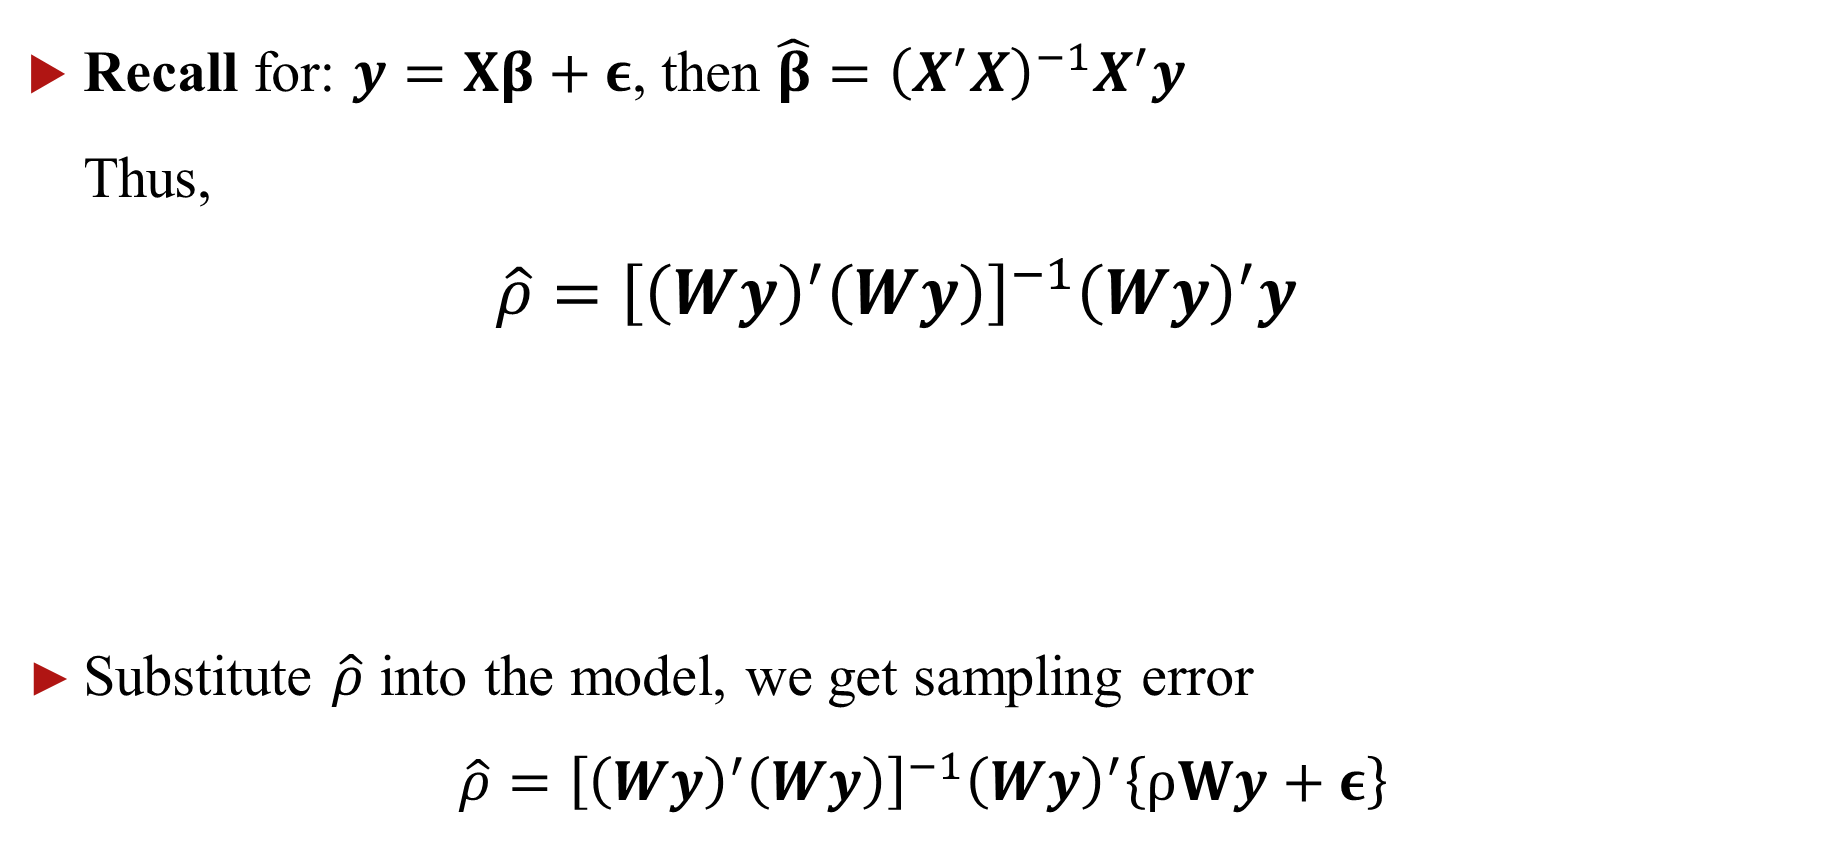 ▶ Recall for: y = Xβ + ϵ, then β̂ = (X′X)⁻¹X′y
Thus,
ρ̂ = [(Wy)′(Wy)]⁻¹(Wy)′y
▶ Substitute ρ̂ into the model, we get sampling error
ρ̂ = [(Wy)′(Wy)]⁻¹(Wy)′{ρWy + ϵ}